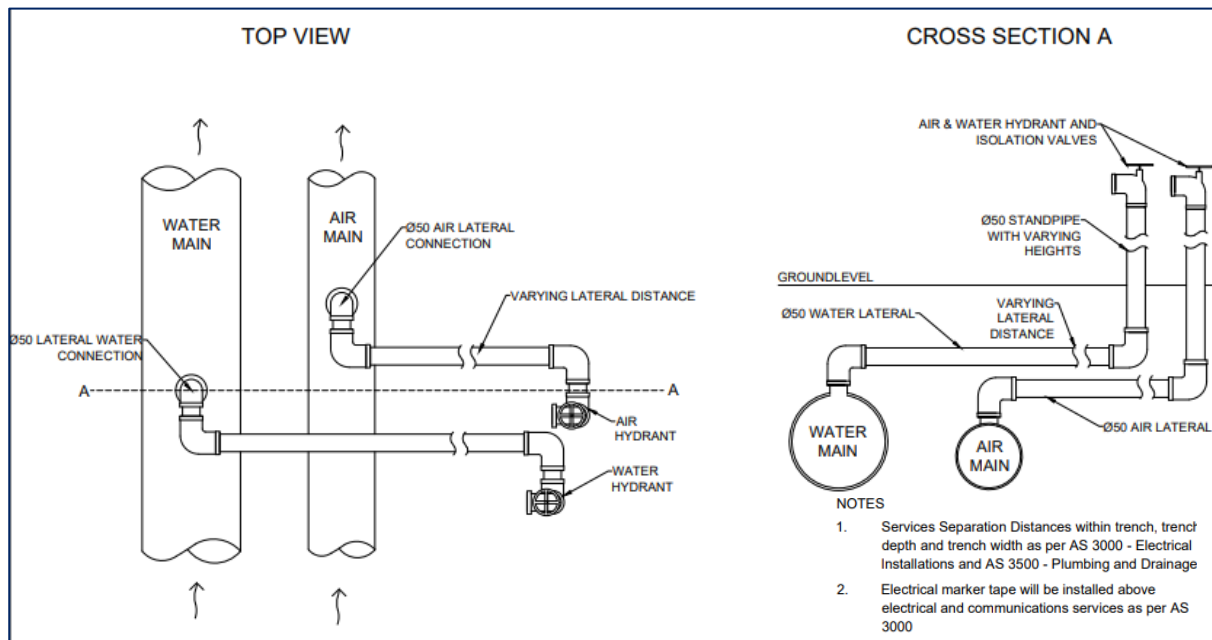 TOP VIEW
WATER
MAIN
AIR
MAIN
Ø50 AIR LATERAL
CONNECTION
VARYING LATERAL DISTANCE
Ø50 LATERAL WATER
CONNECTION
A
A
AIR
HYDRANT
WATER
HYDRANT
CROSS SECTION A
AIR & WATER HYDRANT AND
ISOLATION VALVES
Ø50 STANDPIPE
WITH VARYING
HEIGHTS
GROUNDLEVEL
Ø50 WATER LATERAL
VARYING
LATERAL
DISTANCE
WATER
MAIN
AIR
MAIN
Ø50 AIR LATERAL
NOTES
1. Services Separation Distances within trench, trench
depth and trench width as per AS 3000 - Electrical
Installations and AS 3500 - Plumbing and Drainage
2. Electrical marker tape will be installed above
electrical and communications services as per AS
3000